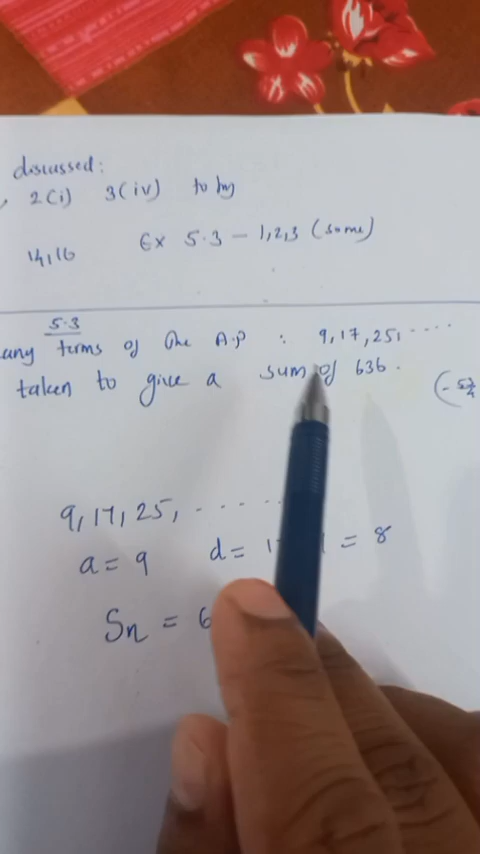 discussed:
2(i) 3(iv) to
14,16 Ex 5.3 – 1,2,3 (some)
5.3
any terms of the A.P : 9, 17, 25, ....
taken to give a sum of 636.
9, 17, 25, ......
a = 9 d = 1 = 8
Sn = 6